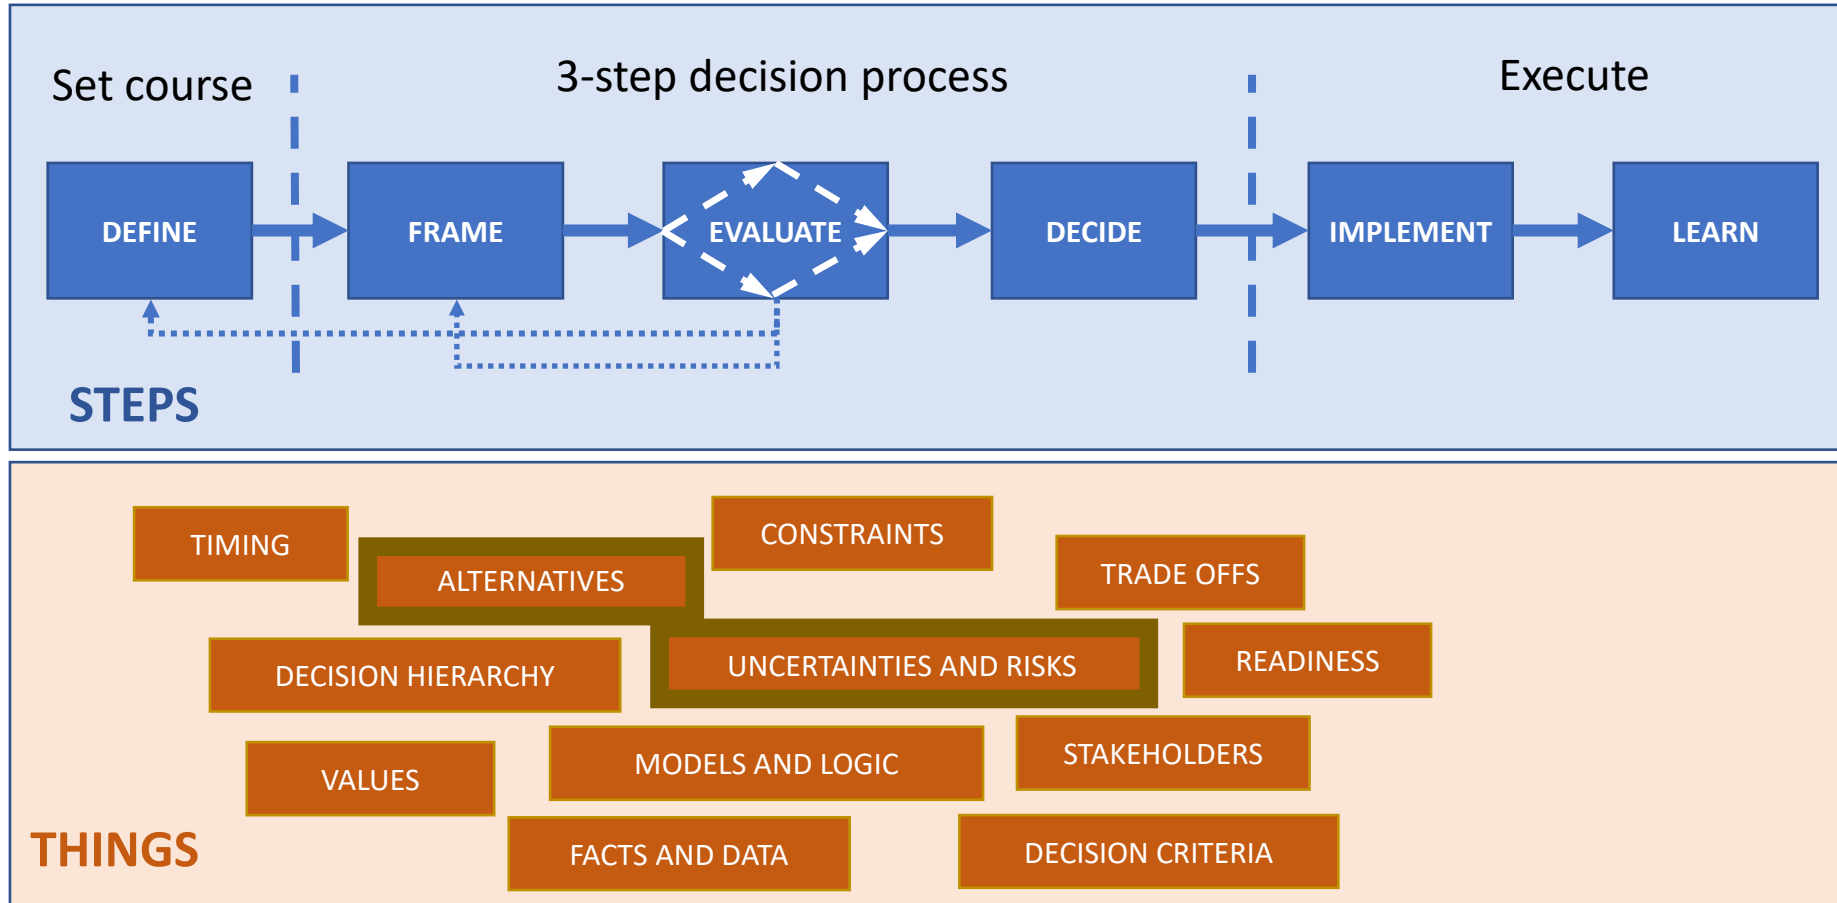 Set course
3-step decision process
Execute
DEFINE
FRAME
EVALUATE
DECIDE
IMPLEMENT
LEARN
STEPS
TIMING
CONSTRAINTS
ALTERNATIVES
TRADE OFFS
DECISION HIERARCHY
UNCERTAINTIES AND RISKS
READINESS
VALUES
MODELS AND LOGIC
STAKEHOLDERS
THINGS
FACTS AND DATA
DECISION CRITERIA